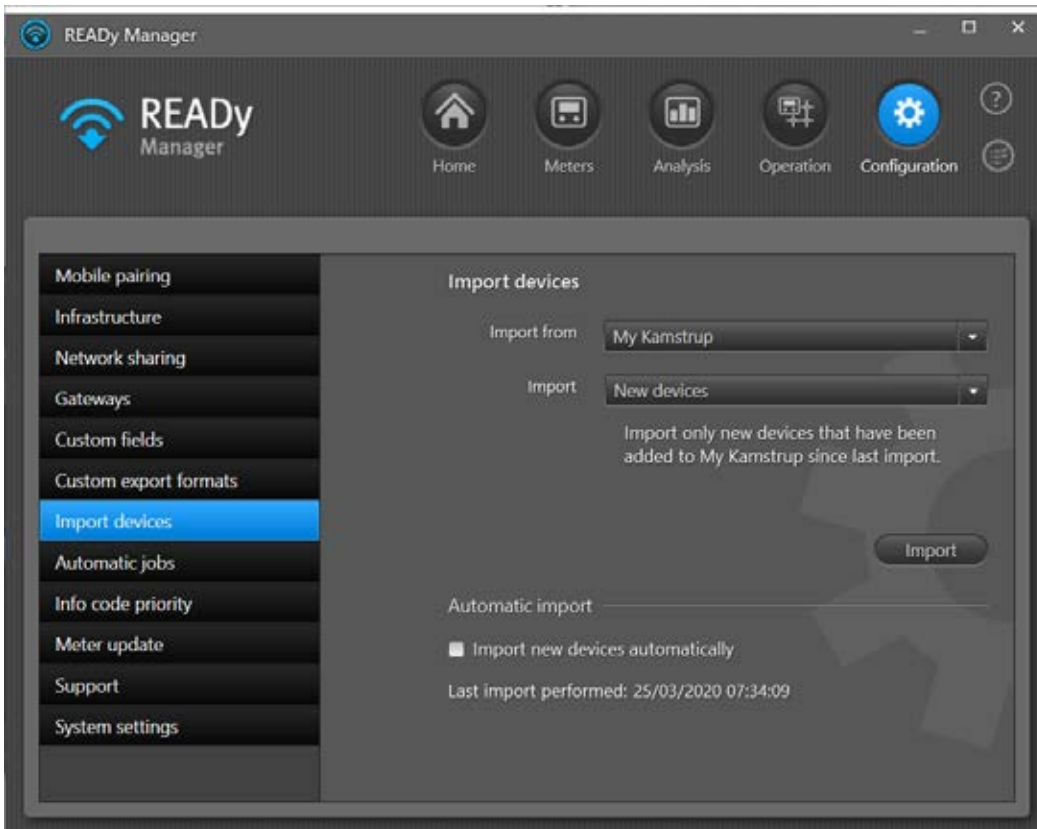 READy Manager
READy
Manager
Home
Meters
Analysis
Operation
Configuration
?
Mobile pairing
Infrastructure
Network sharing
Gateways
Custom fields
Custom export formats
Import devices
Automatic jobs
Info code priority
Meter update
Support
System settings
Import devices
Import from
My Kamstrup
Import
New devices
Import only new devices that have been
added to My Kamstrup since last import.
Import
Automatic import
Import new devices automatically
Last import performed: 25/03/2020 07:34:09